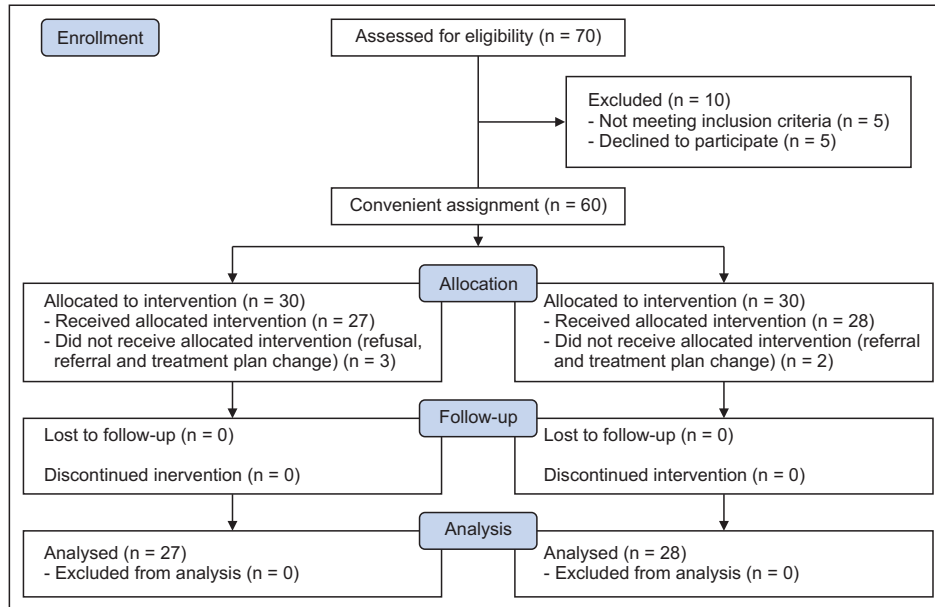 Enrollment
Assessed for eligibility (n = 70)
Excluded (n = 10)
- Not meeting inclusion criteria (n = 5)
- Declined to participate (n = 5)
Convenient assignment (n = 60)
Allocation
Allocated to intervention (n = 30)
- Received allocated intervention (n = 27)
- Did not receive allocated intervention (refusal,
referral and treatment plan change) (n = 3)
Allocated to intervention (n = 30)
- Received allocated intervention (n = 28)
- Did not receive allocated intervention (referral
and treatment plan change) (n = 2)
Follow-up
Lost to follow-up (n = 0)
Discontinued inervention (n = 0)
Lost to follow-up (n = 0)
Discontinued intervention (n = 0)
Analysis
Analysed (n = 27)
- Excluded from analysis (n = 0)
Analysed (n = 28)
- Excluded from analysis (n = 0)